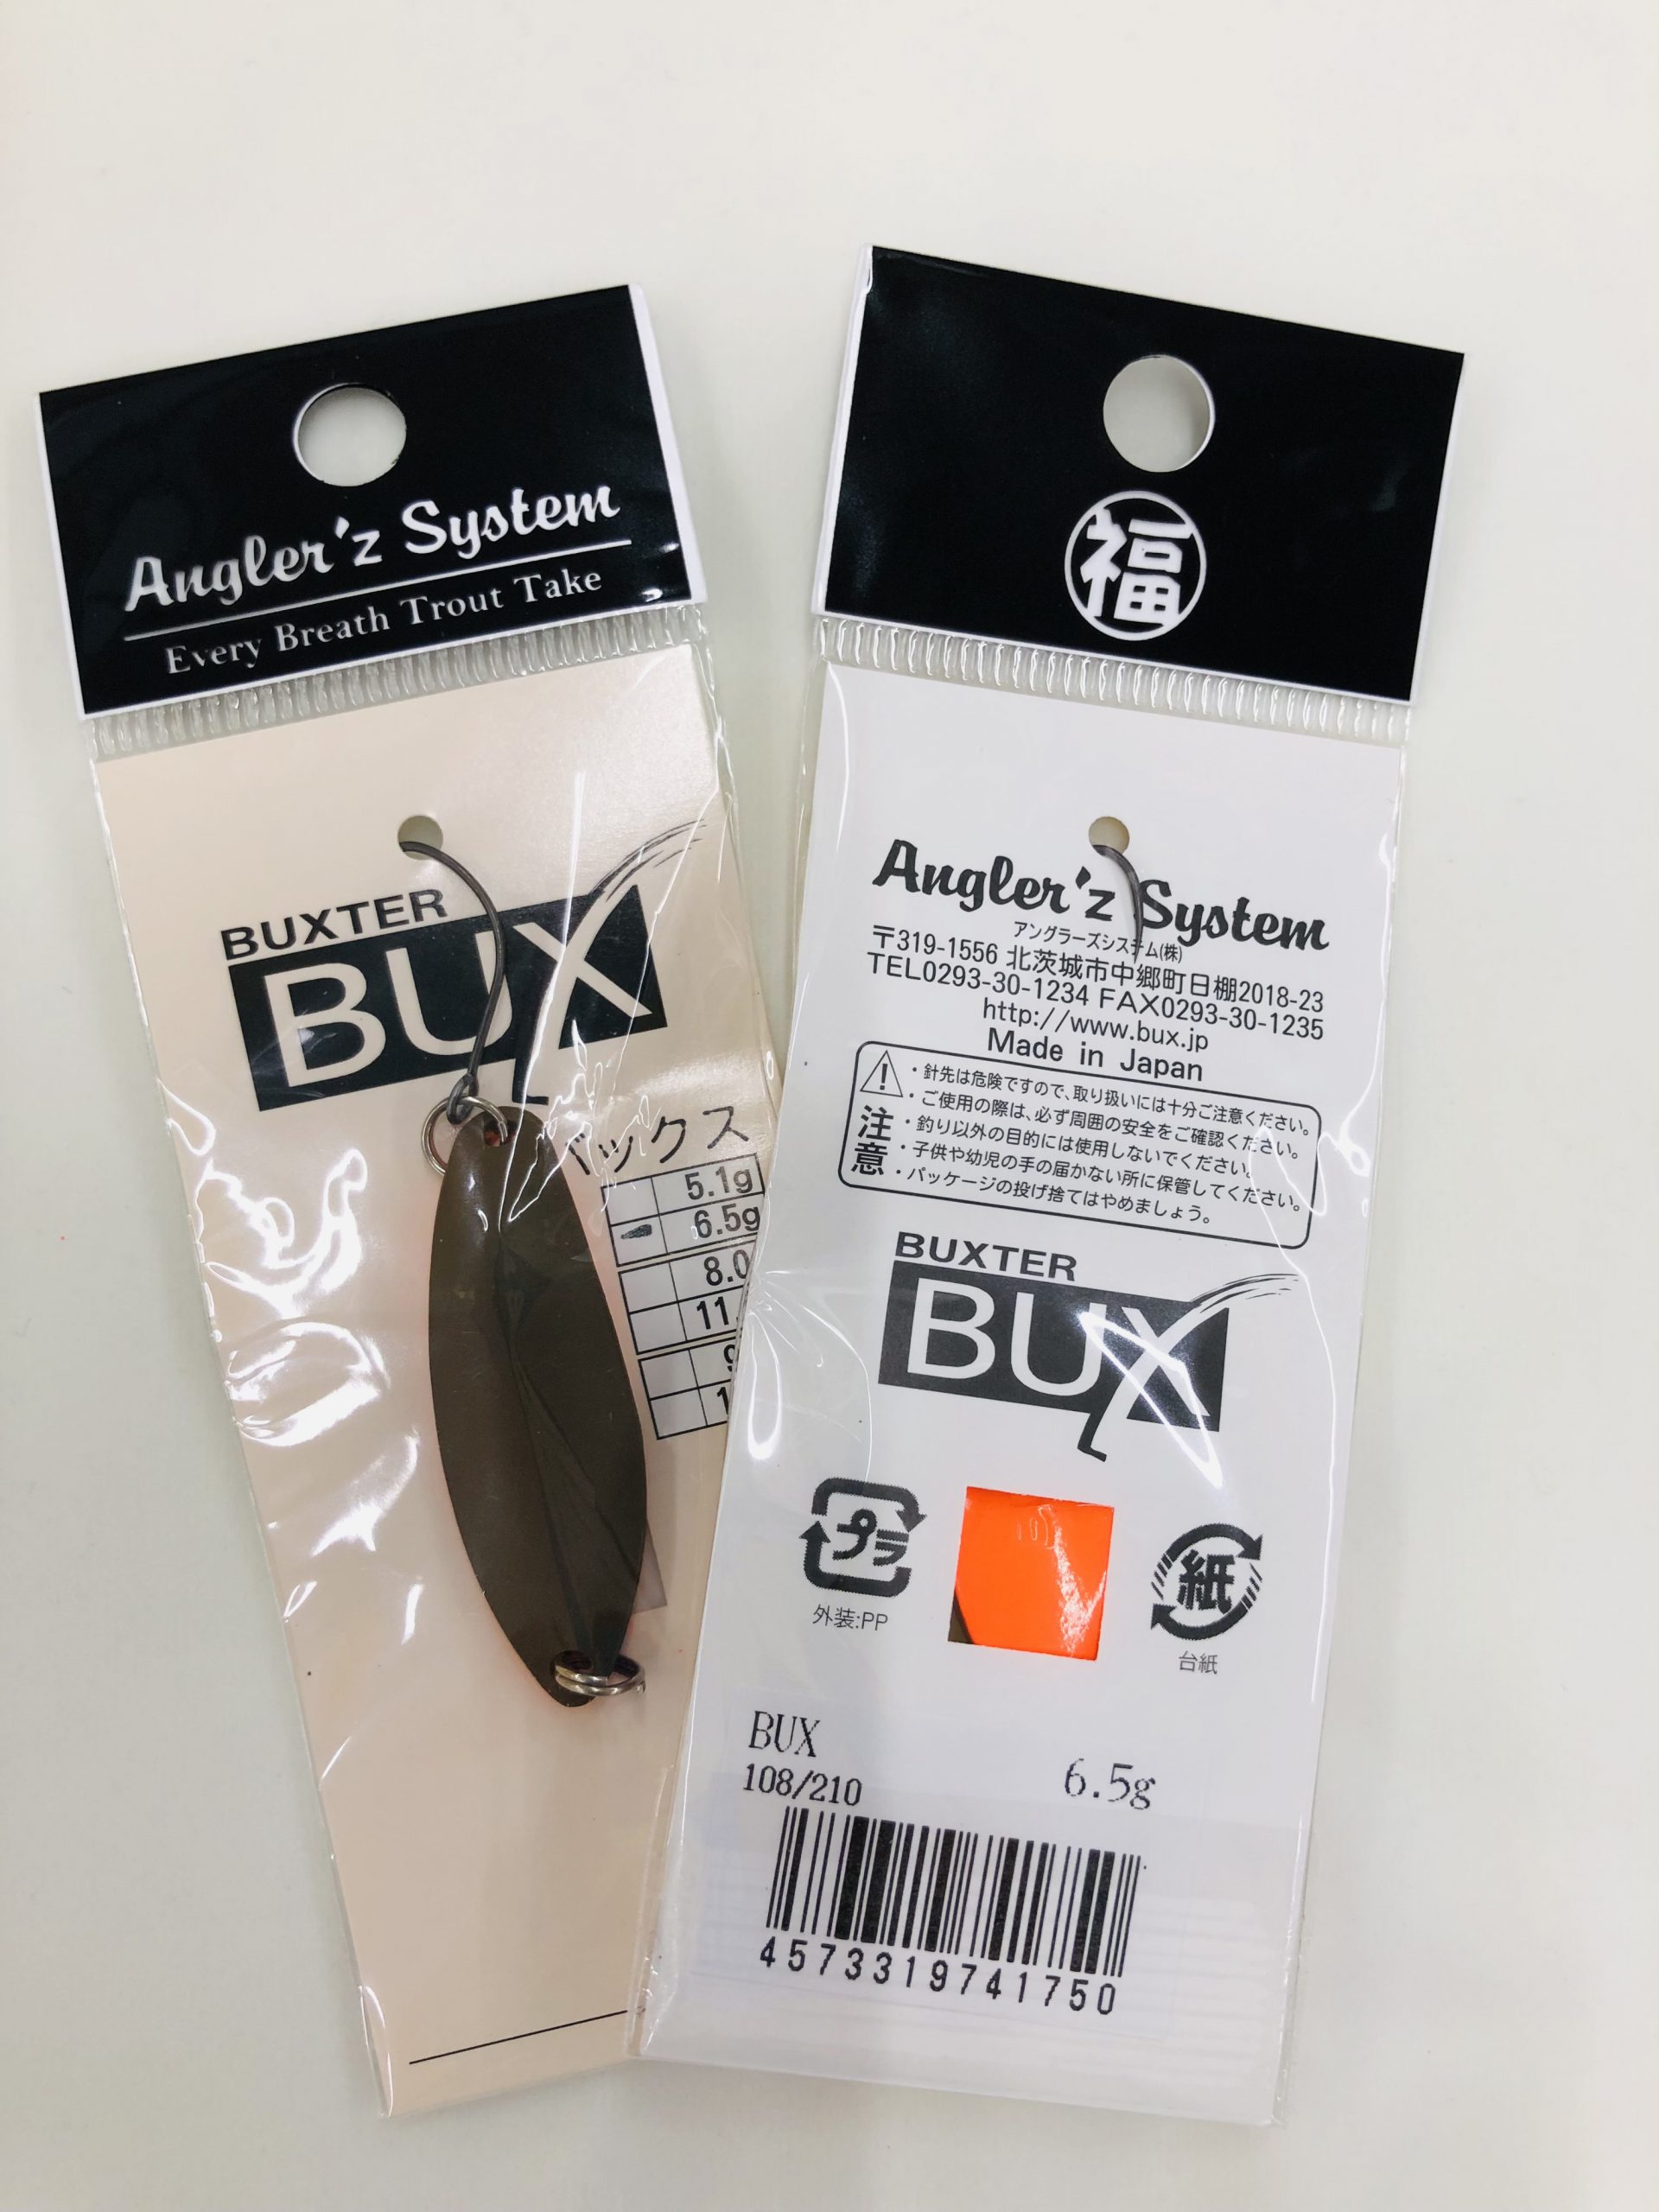 Angler'z System
Every Breath Trout Take
BUXTER
BUX
バックス
5.1g
6.5g
8.0
11
福
Angler'z System
アングラーズシステム(株)
〒319-1556 北茨城市中郷町日棚2018-23
TEL0293-30-1234 FAX0293-30-1235
http://www.bux.jp
Made in Japan
注意
・針先は危険ですので、取り扱いには十分ご注意ください。
・ご使用の際は、必ず周囲の安全をご確認ください。
・釣り以外の目的には使用しないでください。
・子供や幼児の手の届かない所に保管してください。
・パッケージの投げ捨てはやめましょう。
BUXTER
BUX
プラ
外装:PP
紙
台紙
BUX
108/210
6.5g
4573319741750